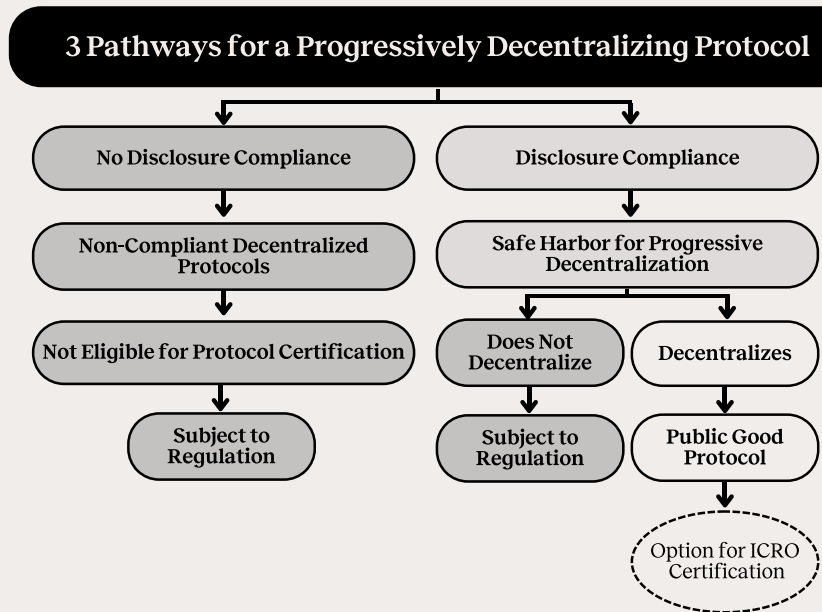 3 Pathways for a Progressively Decentralizing Protocol
No Disclosure Compliance
Disclosure Compliance
Non-Compliant Decentralized
Protocols
Safe Harbor for Progressive
Decentralization
Not Eligible for Protocol Certification
Does Not
Decentralize
Decentralizes
Subject to
Regulation
Subject to
Regulation
Public Good
Protocol
Option for ICRO
Certification